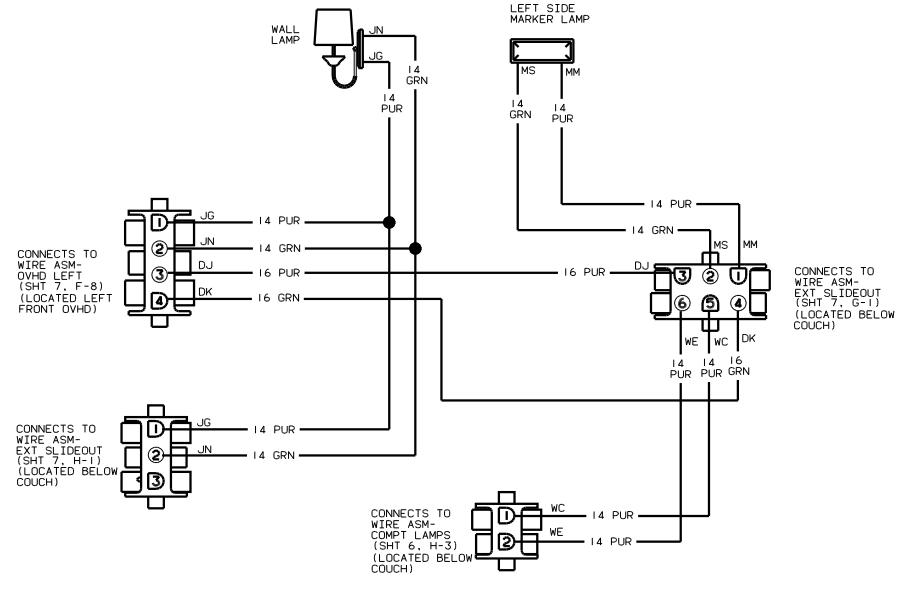 LEFT SIDE
MARKER LAMP
WALL
LAMP
JN
JG
14
GRN
14
PUR
MS
MM
14
GRN
14
PUR
14 PUR
14 GRN
MS
MM
JG
14 PUR
1
JN
14 GRN
2
DJ
16 PUR
3
DK
16 GRN
4
CONNECTS TO
WIRE ASM-
OVHD LEFT
(SHT 7, F-8)
(LOCATED LEFT
FRONT OVHD)
16 PUR
DJ
3 2 1
6 5 4
CONNECTS TO
WIRE ASM-
EXT SLIDEOUT
(SHT 7, G-1)
(LOCATED BELOW
COUCH)
WE
WC
DK
14
PUR
14
PUR
16
GRN
CONNECTS TO
WIRE ASM-
EXT SLIDEOUT
(SHT 7, H-1)
(LOCATED BELOW
COUCH)
1
JG
14 PUR
2
JN
14 GRN
3
CONNECTS TO
WIRE ASM-
COMPT LAMPS
(SHT 6, H-3)
(LOCATED BELOW
COUCH)
1
WC
14 PUR
2
WE
14 PUR